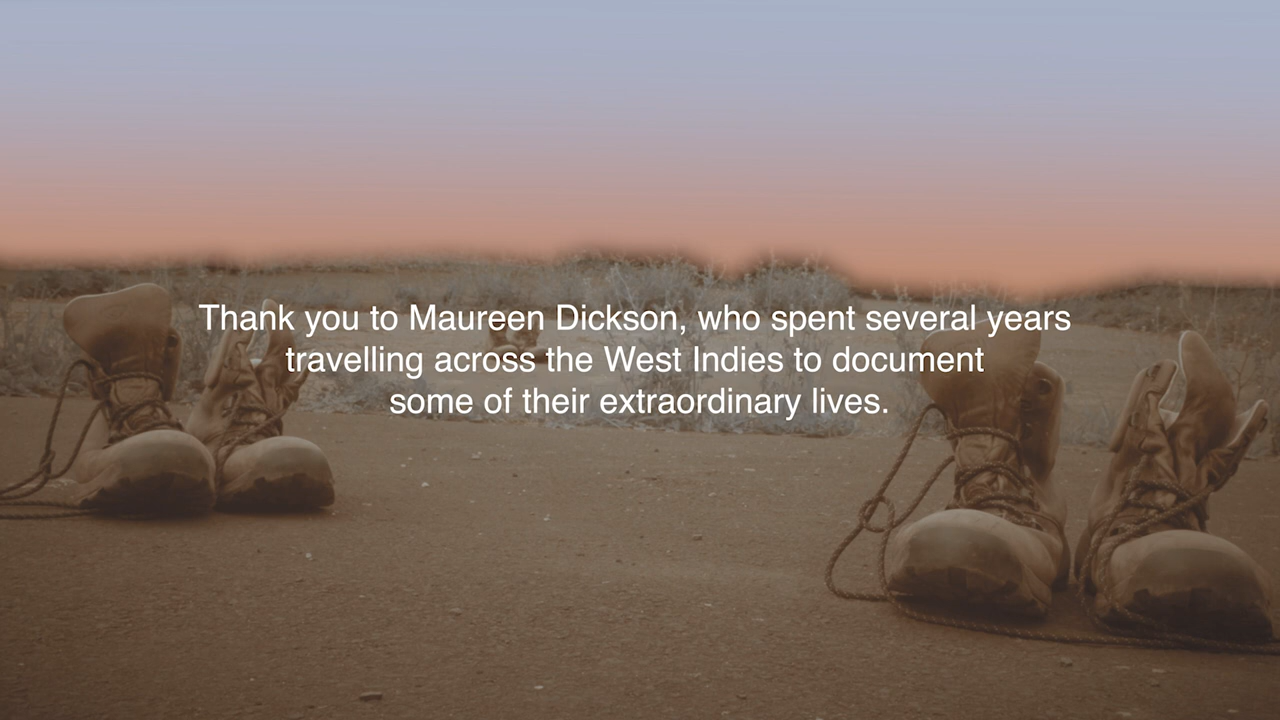 Thank you to Maureen Dickson, who spent several years
travelling across the West Indies to document
some of their extraordinary lives.